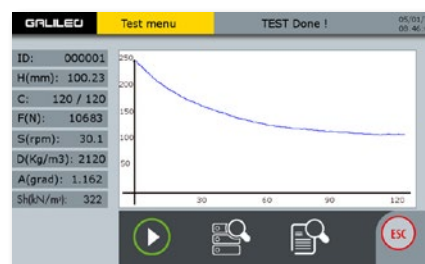 GALILEO Test menu TEST Done ! 05/01/
08:46
ID: 000001
H(mm): 100.23
C: 120 / 120
F(N): 10683
S(rpm): 30.1
D(Kg/m3): 2120
A(grad): 1.162
Sh(kN/m²): 322
250
200
150
100
50
30 60 90 120
ESC